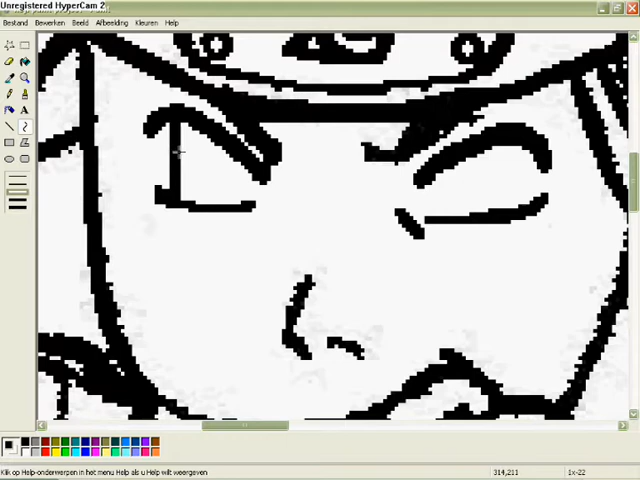 Unregistered HyperCam 2
Bestand Bewerken Beeld Afbeelding Kleuren Help
A
Klik op Help-onderwerpen in het menu Help als u Help wilt weergeven
314,211
1x-22